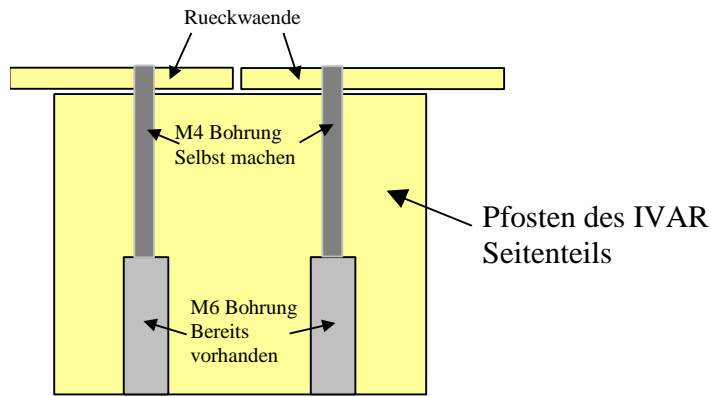 Rueckwaende
M4 Bohrung
Selbst machen
Pfosten des IVAR
Seitenteils
M6 Bohrung
Bereits
vorhanden